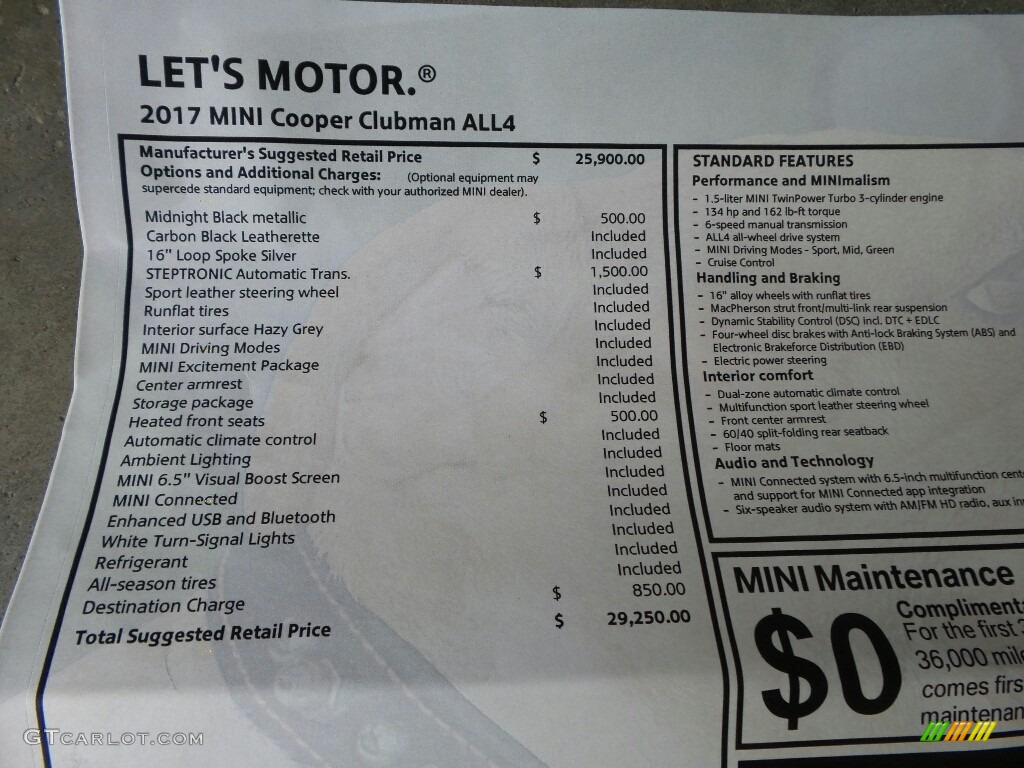 LET'S MOTOR.®
2017 MINI Cooper Clubman ALL4
Manufacturer's Suggested Retail Price $ 25,900.00
Options and Additional Charges: (Optional equipment may
supercede standard equipment; check with your authorized MINI dealer).
Midnight Black metallic $ 500.00
Carbon Black Leatherette Included
16" Loop Spoke Silver Included
STEPTRONIC Automatic Trans. $ 1,500.00
Sport leather steering wheel Included
Runflat tires Included
Interior surface Hazy Grey Included
MINI Driving Modes Included
MINI Excitement Package Included
Center armrest Included
Storage package Included
Heated front seats $ 500.00
Automatic climate control Included
Ambient Lighting Included
MINI 6.5" Visual Boost Screen Included
MINI Connected Included
Enhanced USB and Bluetooth Included
White Turn-Signal Lights Included
Refrigerant Included
All-season tires Included
Destination Charge $ 850.00
Total Suggested Retail Price $ 29,250.00
STANDARD FEATURES
Performance and MINImalism
- 1.5-liter MINI TwinPower Turbo 3-cylinder engine
- 134 hp and 162 lb-ft torque
- 6-speed manual transmission
- ALL4 all-wheel drive system
- MINI Driving Modes - Sport, Mid, Green
- Cruise Control
Handling and Braking
- 16" alloy wheels with runflat tires
- MacPherson strut front/multi-link rear suspension
- Dynamic Stability Control (DSC) incl. DTC + EDLC
- Four-wheel disc brakes with Anti-lock Braking System (ABS) and
Electronic Brakeforce Distribution (EBD)
- Electric power steering
Interior comfort
- Dual-zone automatic climate control
- Multifunction sport leather steering wheel
- Front center armrest
- 60/40 split-folding rear seatback
- Floor mats
Audio and Technology
- MINI Connected system with 6.5-inch multifunction cent
and support for MINI Connected app integration
- Six-speaker audio system with AM/FM HD radio, aux in
MINI Maintenance
$0
Compliment
For the first 3
36,000 mil
comes firs
maintenan
GTCARLOT.COM